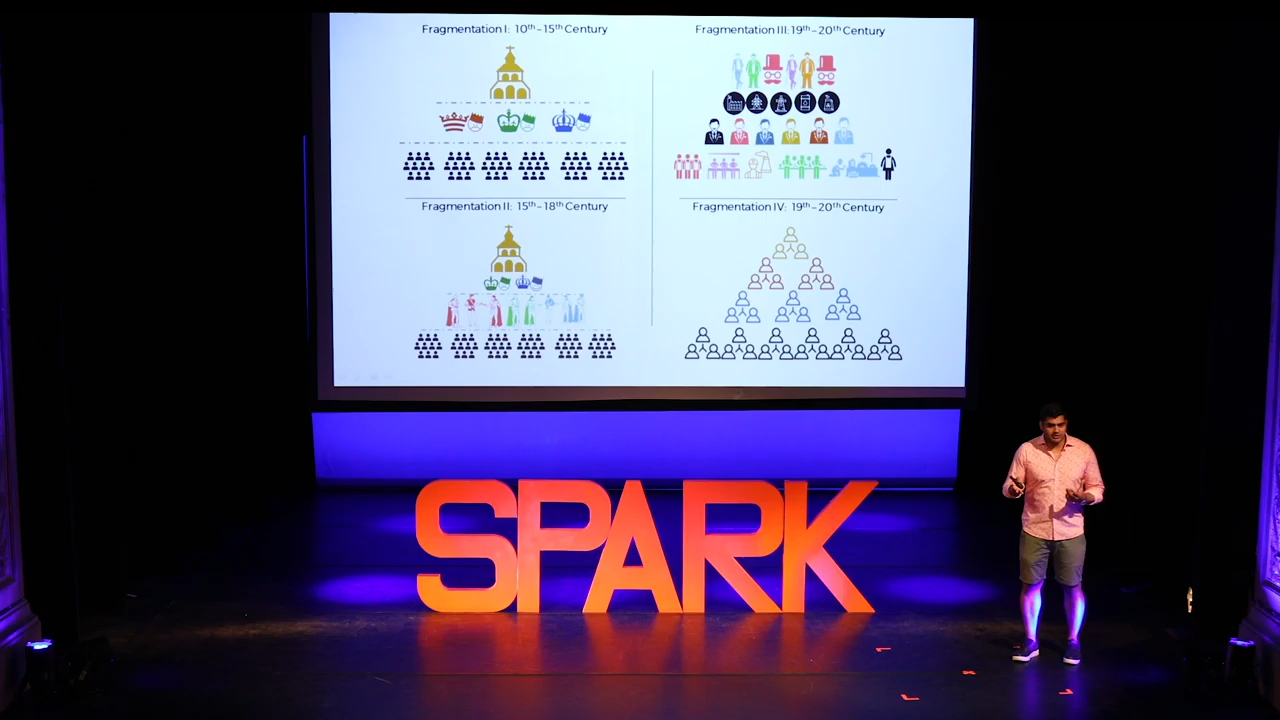 Fragmentation I: 10th – 15th Century
Fragmentation III: 19th – 20th Century
Fragmentation II: 15th – 18th Century
Fragmentation IV: 19th – 20th Century
SPARK